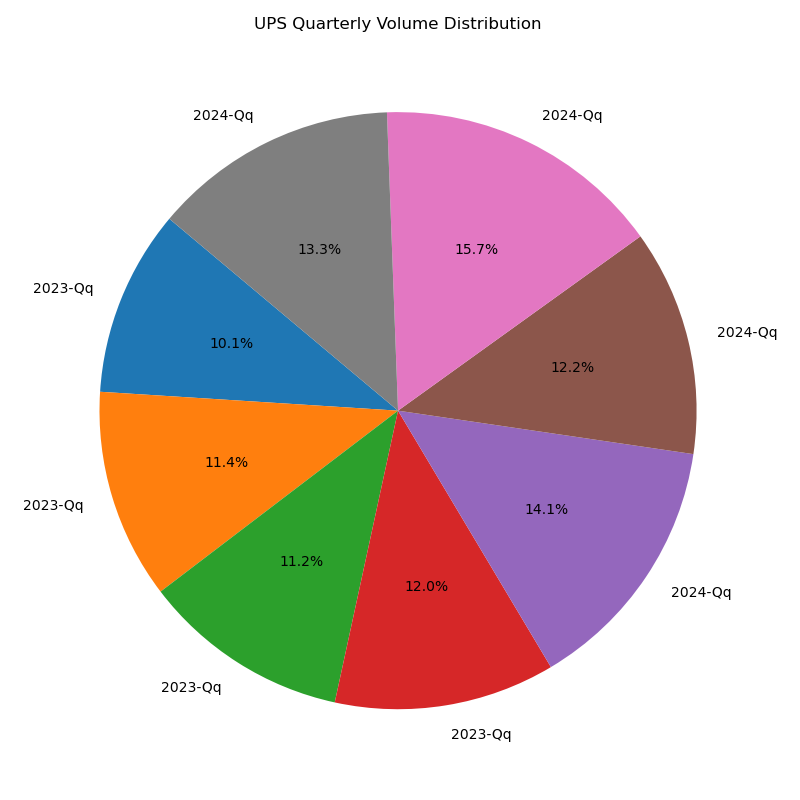 UPS Quarterly Volume Distribution
2024-Qq
2024-Qq
13.3%
15.7%
2023-Qq
2024-Qq
10.1%
12.2%
11.4%
2023-Qq
14.1%
11.2%
12.0%
2024-Qq
2023-Qq
2023-Qq